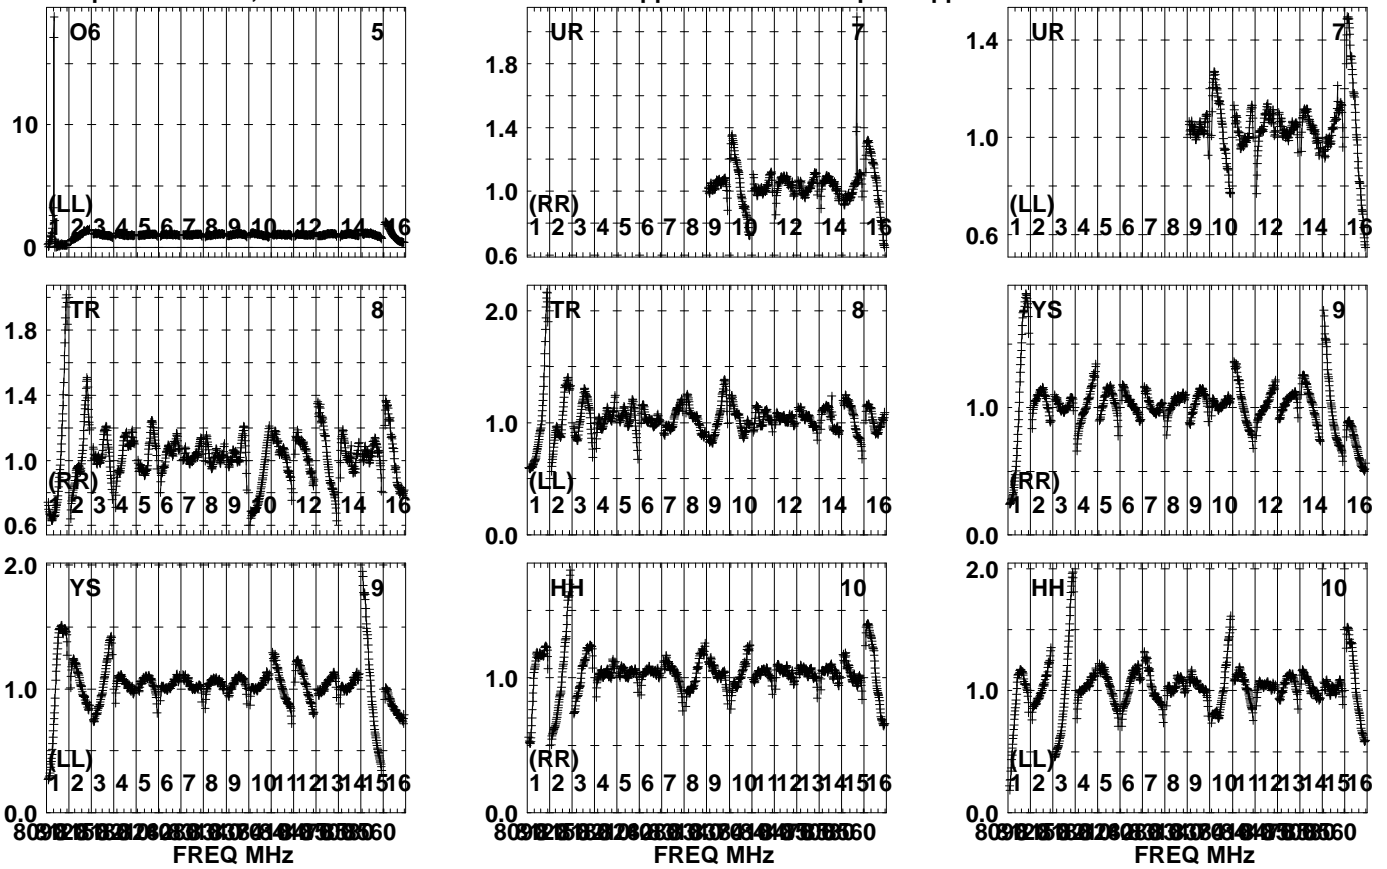 O6 5
10
(LL)
0
2 3 4 5 6 7 8 9 10 12 14 16
UR 7
1.8
1.4
1.0
(RR)
0.6
1 2 3 4 5 6 7 8 9 10 12 14 16
UR 7
1.4
1.0
(LL)
0.6
1 2 3 4 5 6 7 8 9 10 12 14 16
TR 8
1.8
1.4
1.0
(RR)
0.6
1 2 3 4 5 6 7 8 9 10 12 14 16
TR 8
2.0
1.0
(LL)
0.0
1 2 3 4 5 6 7 8 9 10 12 14 16
YS 9
1.0
(RR)
0.0
1 2 3 4 5 6 7 8 9 10 12 14 16
YS 9
2.0
1.0
(LL)
0.0
1 2 3 4 5 6 7 8 9 10 11 12 13 14 15 16
FREQ MHz
HH 10
1.0
(RR)
0.0
1 2 3 4 5 6 7 8 9 10 11 12 13 14 15 16
FREQ MHz
HH 10
2.0
1.0
(LL)
0.0
1 2 3 4 5 6 7 8 9 10 11 12 13 14 15 16
FREQ MHz